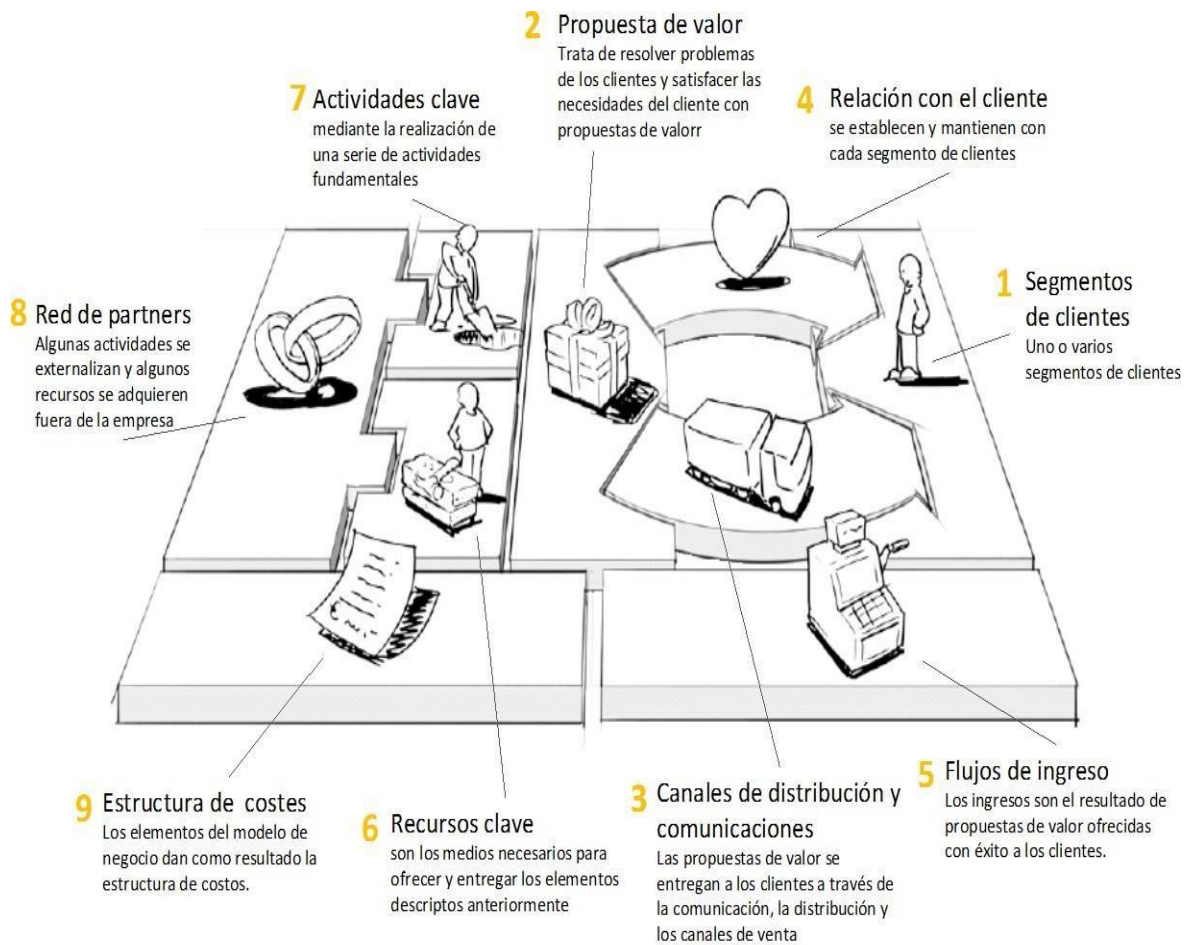 2 Propuesta de valor
Trata de resolver problemas
de los clientes y satisfacer las
necesidades del cliente con
propuestas de valorr
7 Actividades clave
mediante la realización de
una serie de actividades
fundamentales
4 Relación con el cliente
se establecen y mantienen con
cada segmento de clientes
1 Segmentos
de clientes
Uno o varios
segmentos de clientes
8 Red de partners
Algunas actividades se
externalizan y algunos
recursos se adquieren
fuera de la empresa
9 Estructura de costes
Los elementos del modelo de
negocio dan como resultado la
estructura de costos.
6 Recursos clave
son los medios necesarios para
ofrecer y entregar los elementos
descriptos anteriormente
3 Canales de distribución y
comunicaciones
Las propuestas de valor se
entregan a los clientes a través de
la comunicación, la distribución y
los canales de venta
5 Flujos de ingreso
Los ingresos son el resultado de
propuestas de valor ofrecidas
con éxito a los clientes.